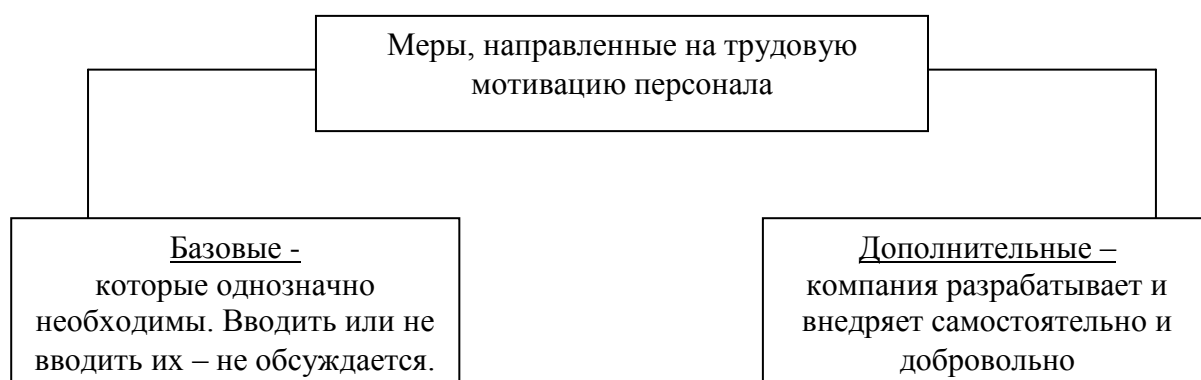 Меры, направленные на трудовую
мотивацию персонала
Базовые -
которые однозначно
необходимы. Вводить или не
вводить их – не обсуждается.
Дополнительные –
компания разрабатывает и
внедряет самостоятельно и
добровольно